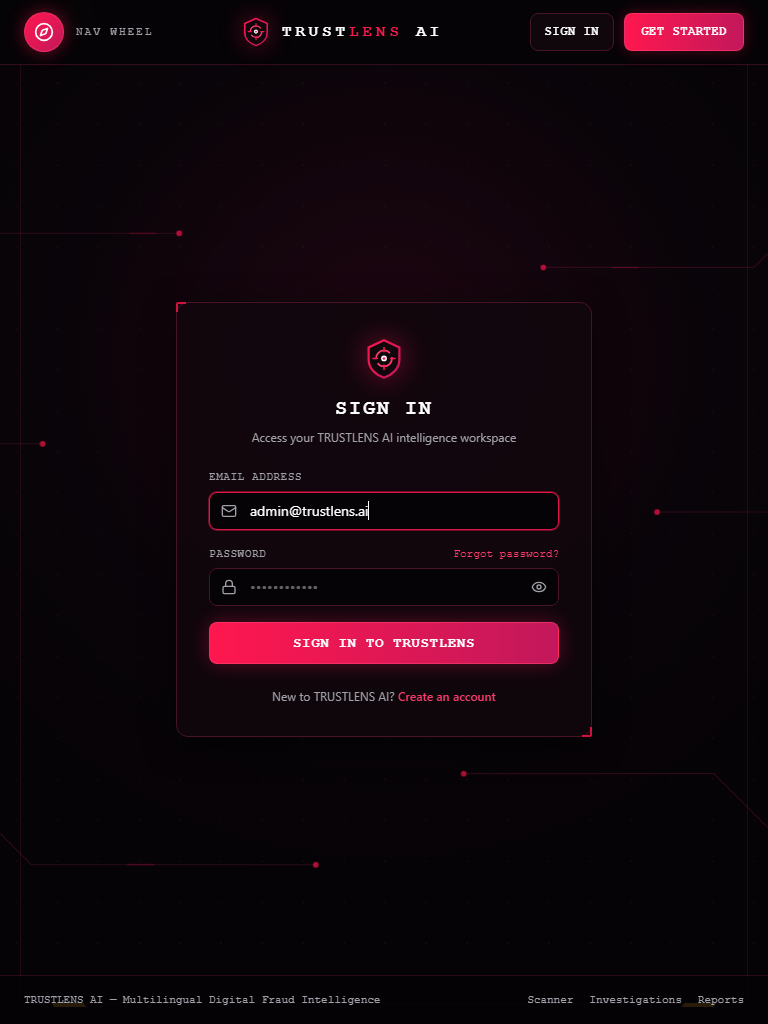 NAV WHEEL
TRUSTLENS AI
SIGN IN
GET STARTED
SIGN IN
Access your TRUSTLENS AI intelligence workspace
EMAIL ADDRESS
admin@trustlens.ai
PASSWORD
Forgot password?
••••••••••••
SIGN IN TO TRUSTLENS
New to TRUSTLENS AI? Create an account
TRUSTLENS AI — Multilingual Digital Fraud Intelligence
Scanner
Investigations
Reports